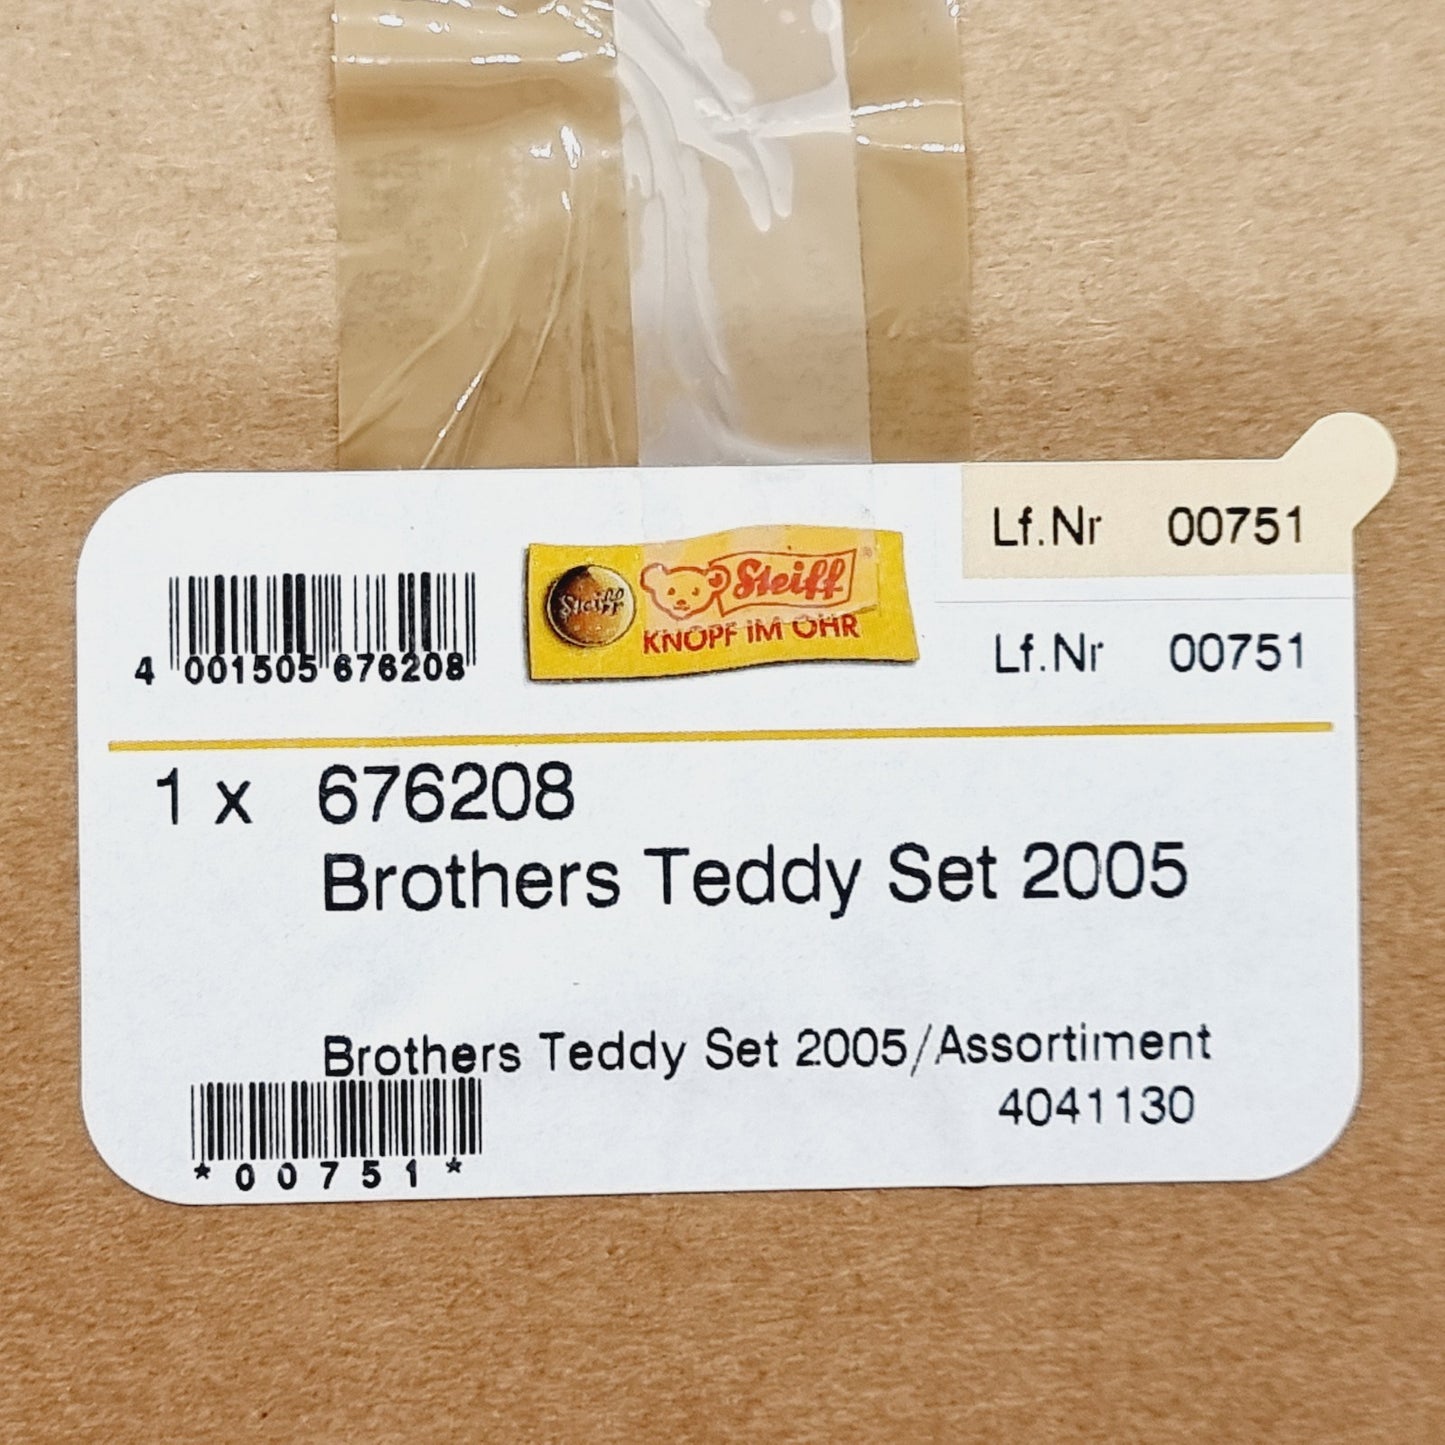 Lf.Nr 00751
4 001505 676208
Steiff
Steiff®
KNOPF IM OHR
Lf.Nr 00751
1 x 676208
Brothers Teddy Set 2005
Brothers Teddy Set 2005/Assortiment
4041130
*00751*